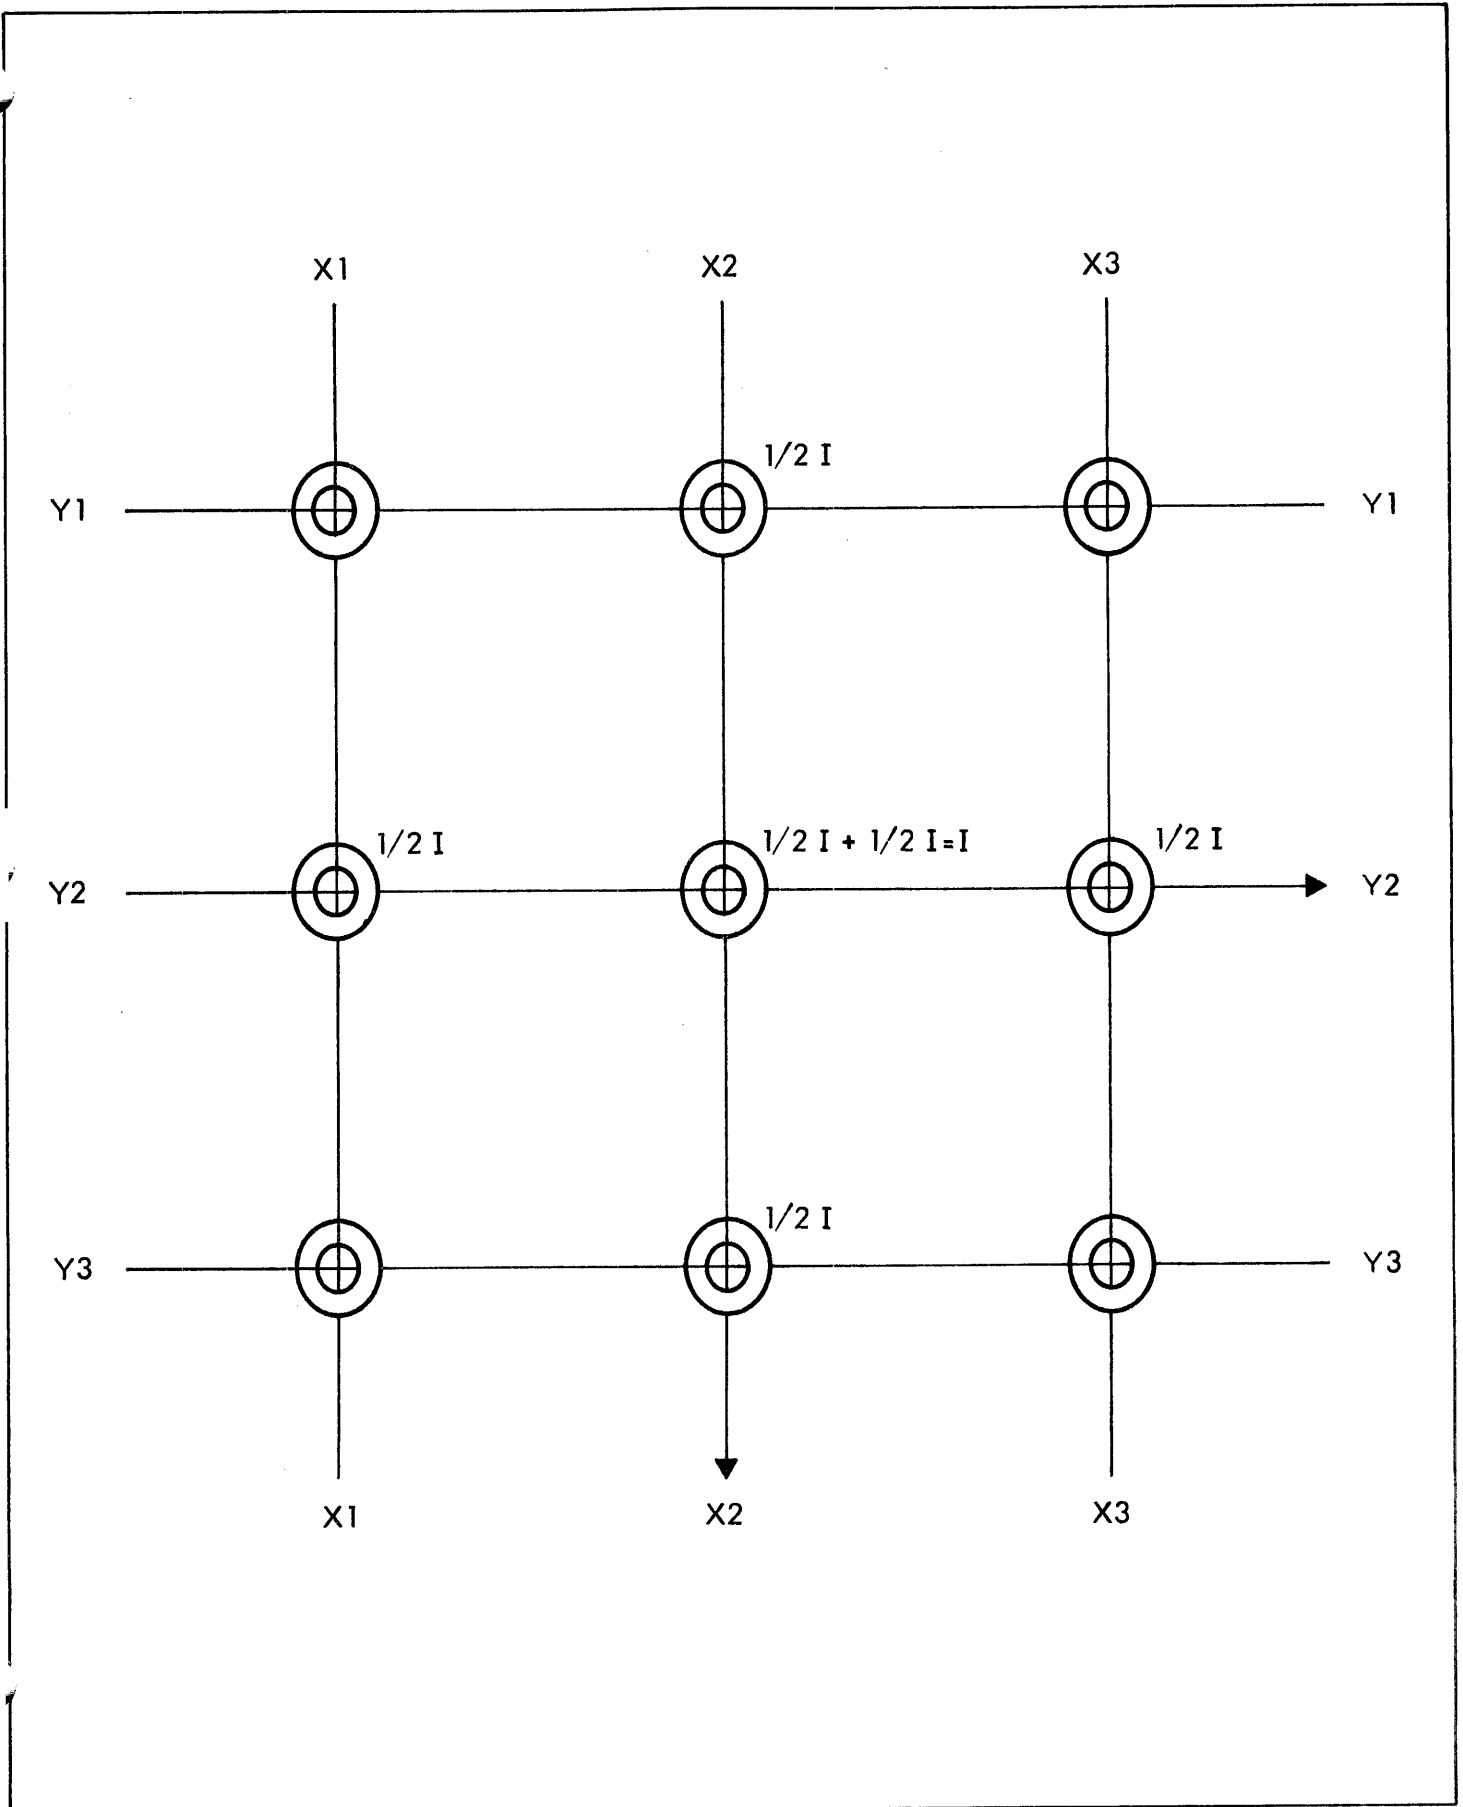 X1 X2 X3
1/2 I
Y1 Y1
1/2 I 1/2 I + 1/2 I=I 1/2 I
Y2 Y2
1/2 I
Y3 Y3
X1 X2 X3